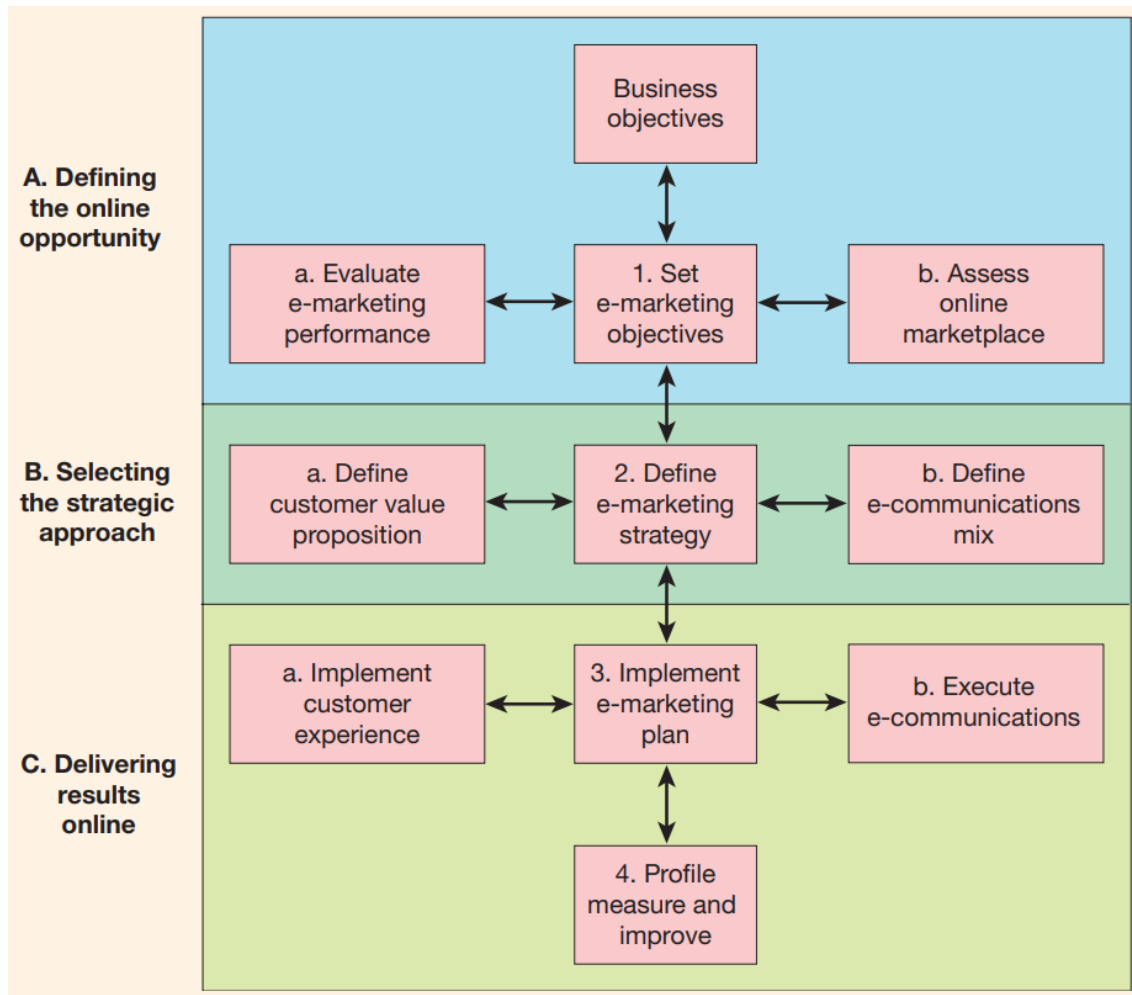 Business
objectives
A. Defining
the online
opportunity
a. Evaluate
e-marketing
performance
1. Set
e-marketing
objectives
b. Assess
online
marketplace
B. Selecting
the strategic
approach
a. Define
customer value
proposition
2. Define
e-marketing
strategy
b. Define
e-communications
mix
C. Delivering
results
online
a. Implement
customer
experience
3. Implement
e-marketing
plan
b. Execute
e-communications
4. Profile
measure and
improve